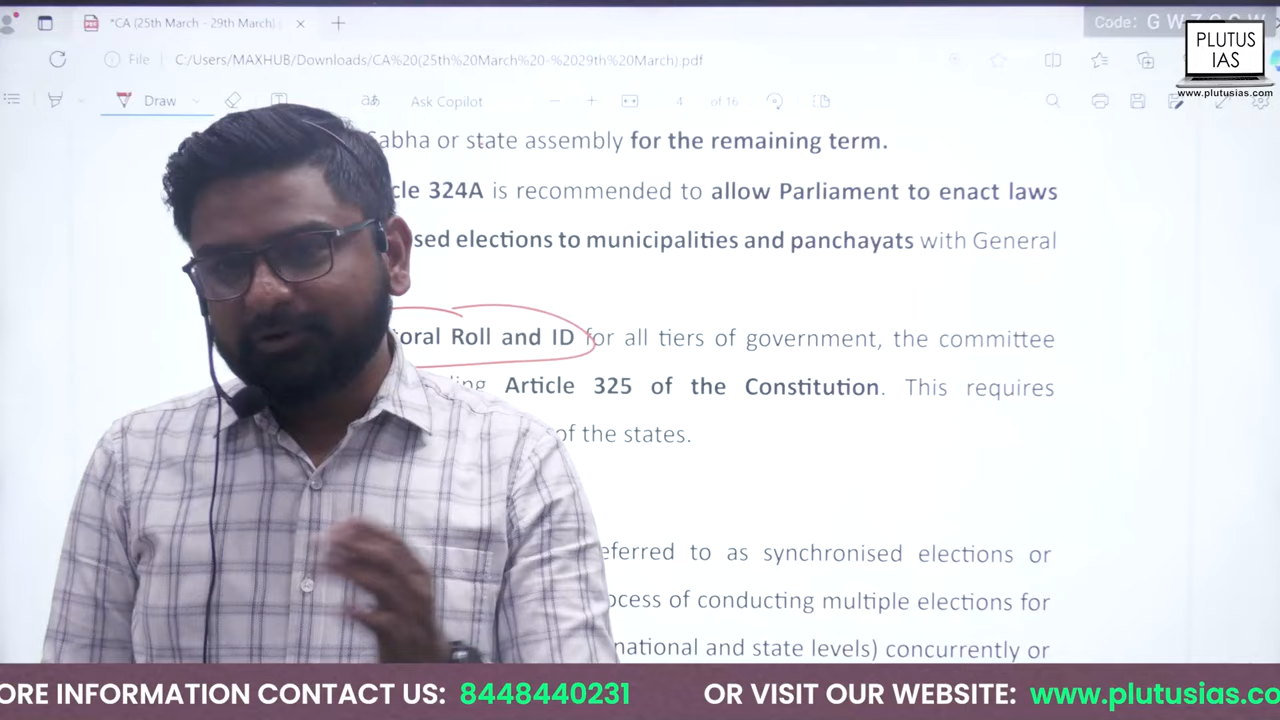 *CA (25th March - 29th March)
Code: G W Z
PLUTUS
IAS
www.plutusias.com
File C:/Users/MAXHUB/Downloads/CA%20(25th%20March%20-%2029th%20March).pdf
Draw
Ask Copilot
4 of 16
Sabha or state assembly for the remaining term.
cle 324A is recommended to allow Parliament to enact laws
sed elections to municipalities and panchayats with General
oral Roll and ID for all tiers of government, the committee
ing Article 325 of the Constitution. This requires
of the states.
eferred to as synchronised elections or
ocess of conducting multiple elections for
national and state levels) concurrently or
ORE INFORMATION CONTACT US: 8448440231 OR VISIT OUR WEBSITE: www.plutusias.co